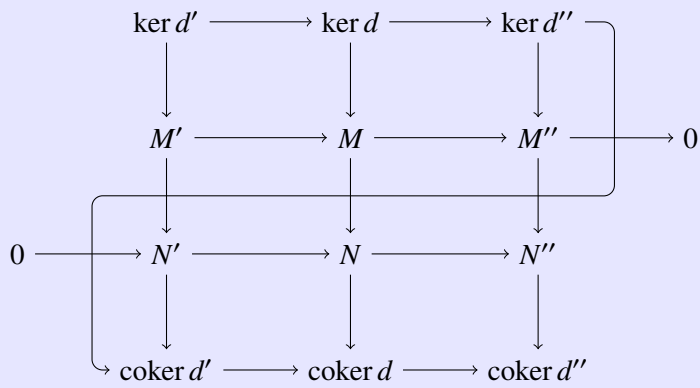 ker d′ ker d ker d″
M′ M M″ 0
0 N′ N N″
coker d′ coker d coker d″